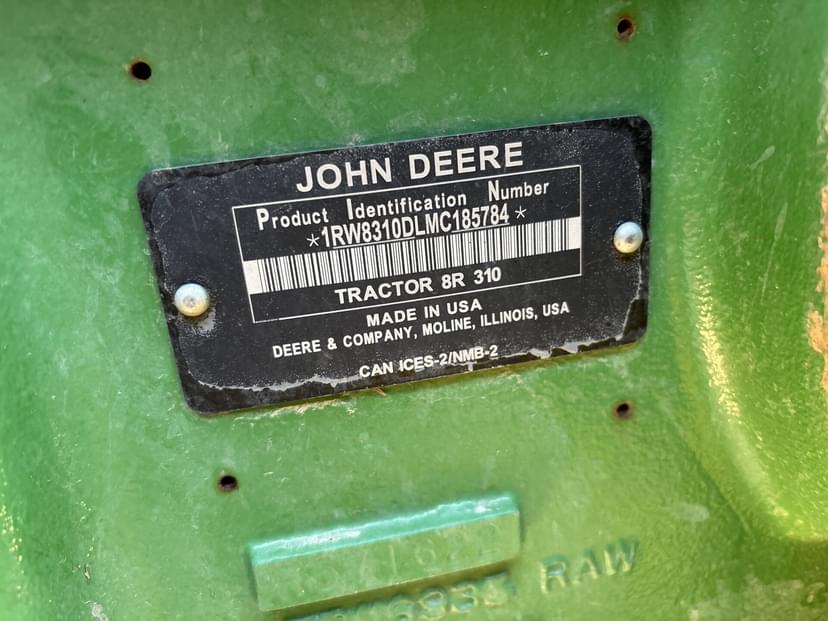 JOHN DEERE
Product Identification Number
*1RW8310DLMC185784*
TRACTOR 8R 310
MADE IN USA
DEERE & COMPANY, MOLINE, ILLINOIS, USA
CAN ICES-2/NMB-2
RAW